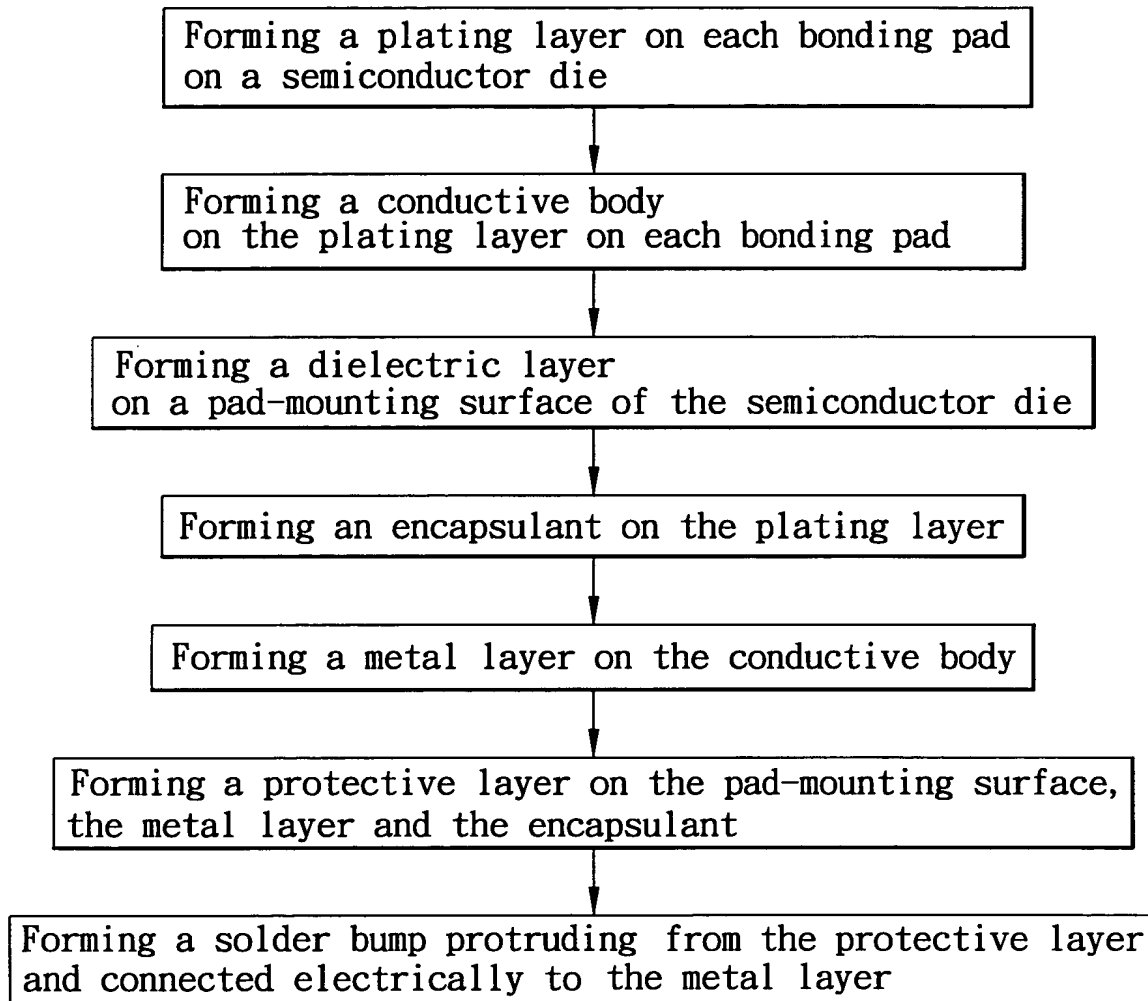 Forming a plating layer on each bonding pad
on a semiconductor die
Forming a conductive body
on the plating layer on each bonding pad
Forming a dielectric layer
on a pad-mounting surface of the semiconductor die
Forming an encapsulant on the plating layer
Forming a metal layer on the conductive body
Forming a protective layer on the pad-mounting surface,
the metal layer and the encapsulant
Forming a solder bump protruding from the protective layer
and connected electrically to the metal layer